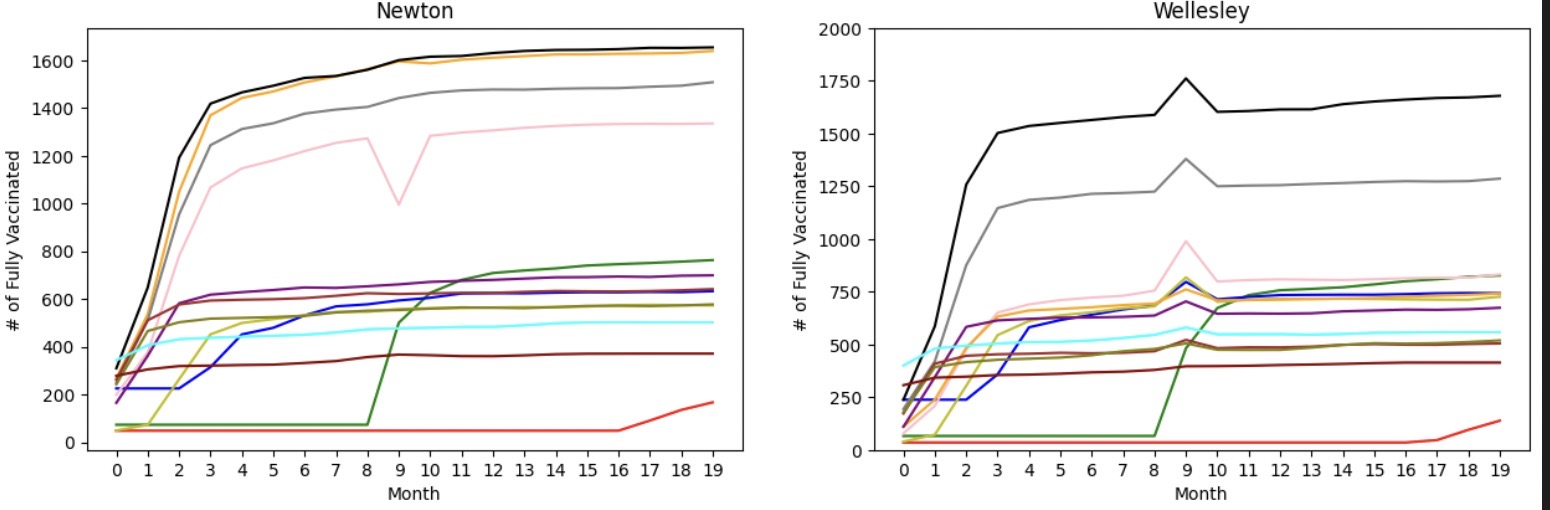 Newton
# of Fully Vaccinated
1600
1400
1200
1000
800
600
400
200
0
0 1 2 3 4 5 6 7 8 9 10 11 12 13 14 15 16 17 18 19
Month
Wellesley
# of Fully Vaccinated
2000
1750
1500
1250
1000
750
500
250
0
0 1 2 3 4 5 6 7 8 9 10 11 12 13 14 15 16 17 18 19
Month